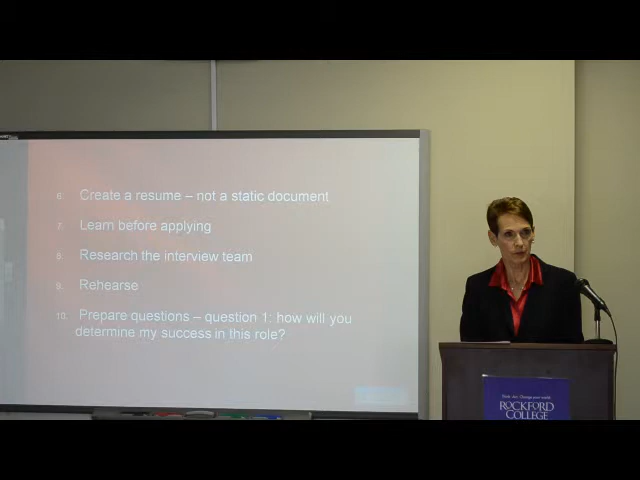 6. Create a resume – not a static document
7. Learn before applying
8. Research the interview team
9. Rehearse
10. Prepare questions – question 1: how will you
determine my success in this role?
ROCKFORD
COLLEGE